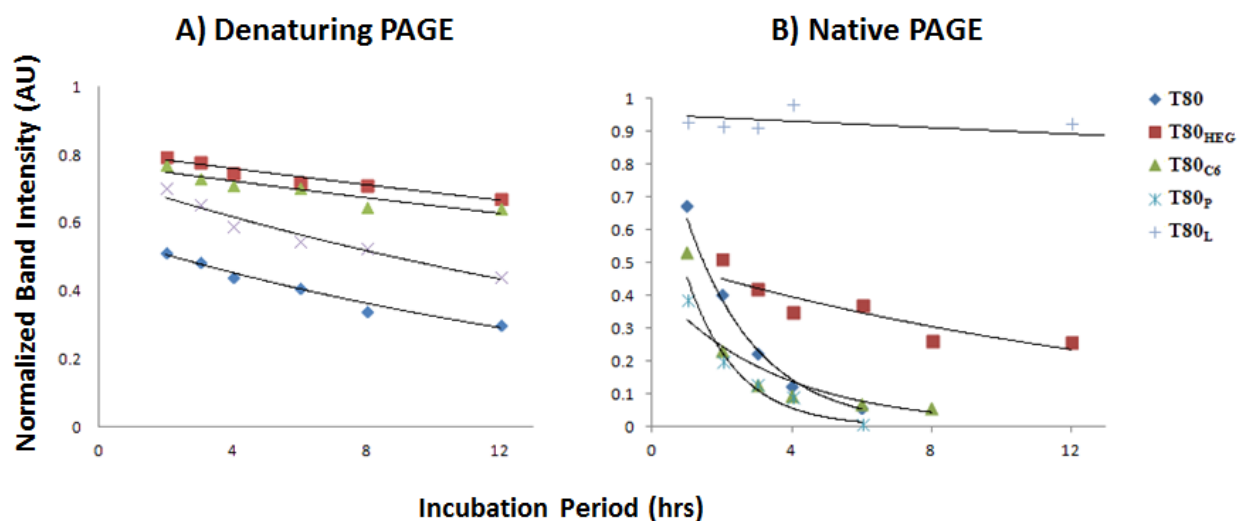 A) Denaturing PAGE
B) Native PAGE
Normalized Band Intensity (AU)
1
0.8
0.6
0.4
0.2
0
0
4
8
12
1
0.9
0.8
0.7
0.6
0.5
0.4
0.3
0.2
0.1
0
0
4
8
12
T80
T80HEG
T80C6
T80P
T80L
Incubation Period (hrs)